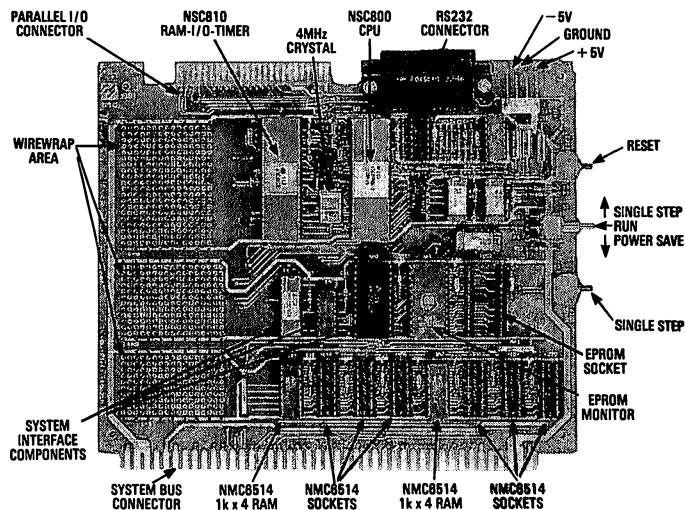 PARALLEL I/O
CONNECTOR
NSC810
RAM-I/O-TIMER
4MHz
CRYSTAL
NSC800
CPU
RS232
CONNECTOR
−5V
GROUND
+5V
WIREWRAP
AREA
RESET
SINGLE STEP
RUN
POWER SAVE
SINGLE STEP
EPROM
SOCKET
EPROM
MONITOR
SYSTEM
INTERFACE
COMPONENTS
SYSTEM BUS
CONNECTOR
NMC6514
1k x 4 RAM
NMC6514
SOCKETS
NMC6514
1k x 4 RAM
NMC6514
SOCKETS